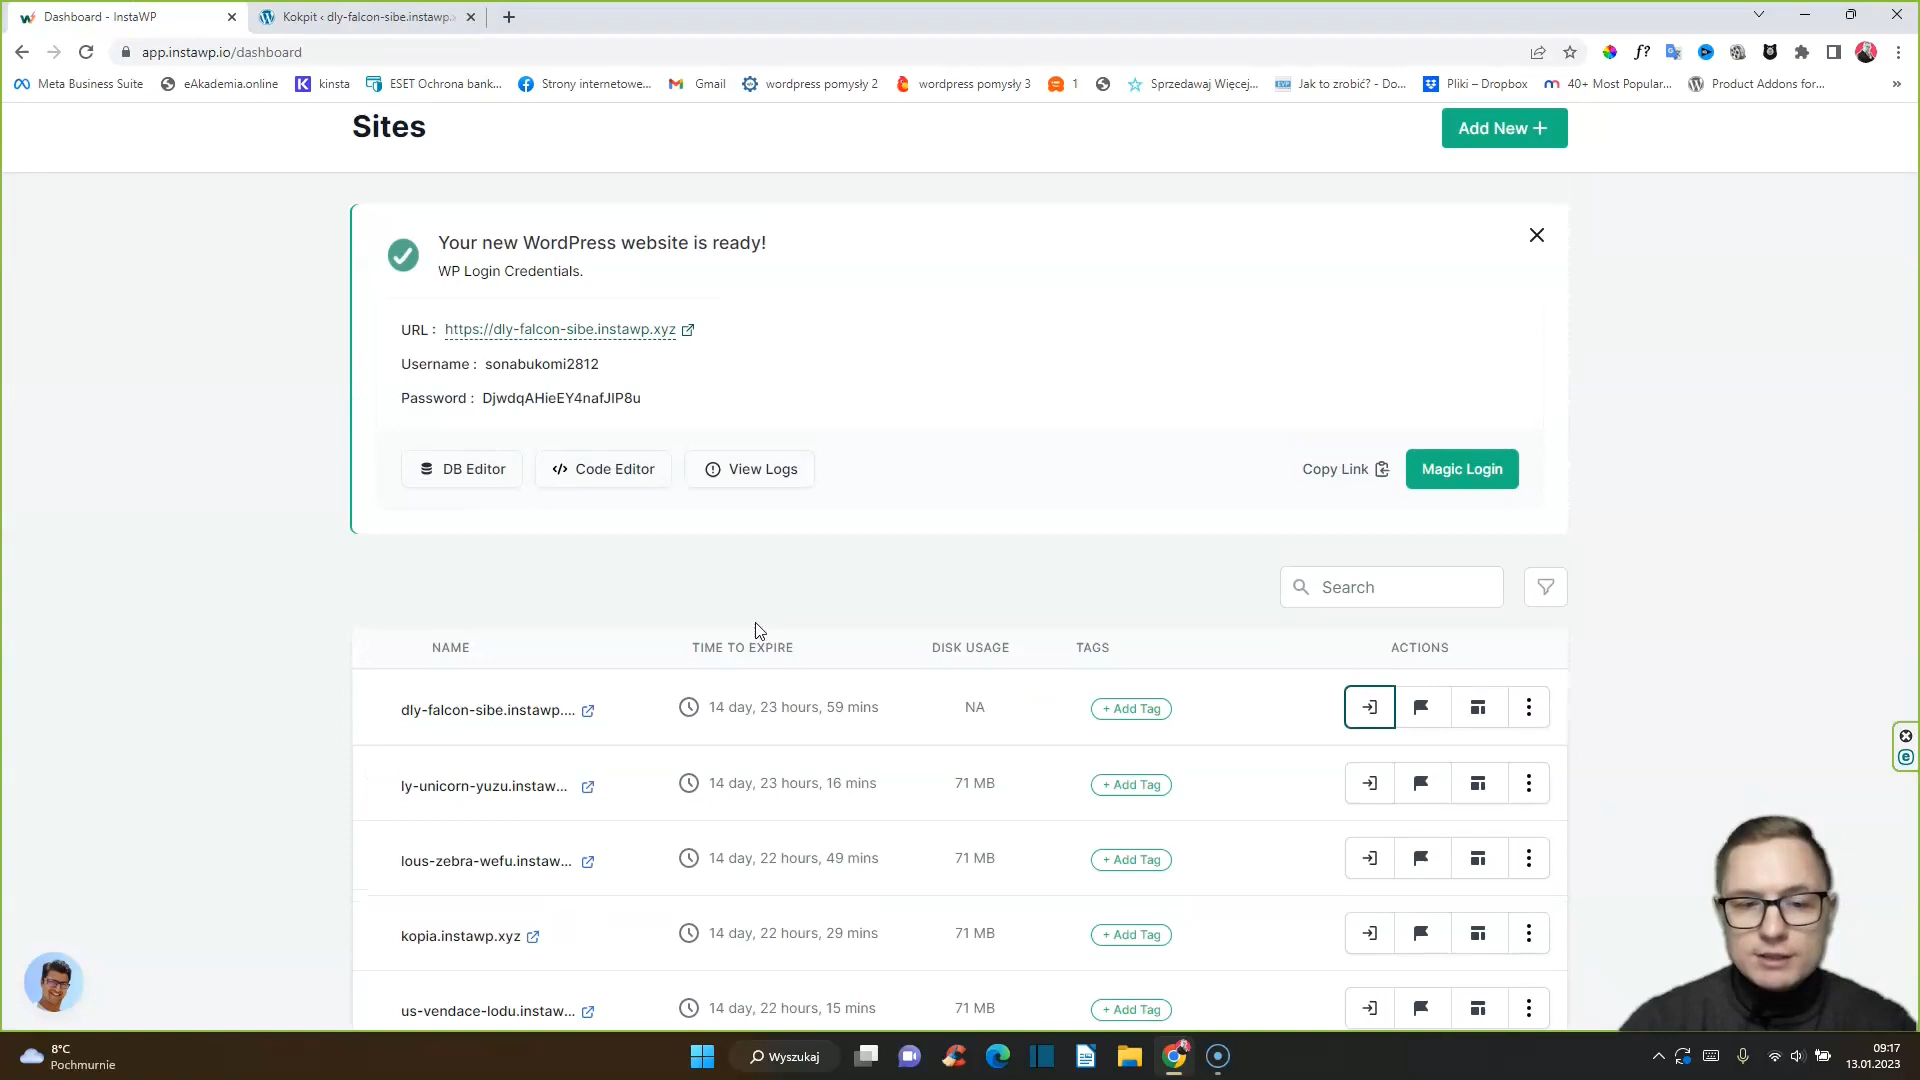 Dashboard - InstaWP
Kokpit ‹ dly-falcon-sibe.instawp.
app.instawp.io/dashboard
Meta Business Suite
eAkademia.online
kinsta
ESET Ochrona bank...
Strony internetowe...
Gmail
wordpress pomysły 2
wordpress pomysły 3
1
Sprzedawaj Więcej,...
Jak to zrobić? - Do...
Pliki – Dropbox
40+ Most Popular...
Product Addons for...
»
Sites
Add New +
Your new WordPress website is ready!
WP Login Credentials.
URL : https://dly-falcon-sibe.instawp.xyz
Username : sonabukomi2812
Password : DjwdqAHieEY4nafJIP8u
DB Editor
</> Code Editor
View Logs
Copy Link
Magic Login
Search
NAME TIME TO EXPIRE DISK USAGE TAGS ACTIONS
dly-falcon-sibe.instawp.... 14 day, 23 hours, 59 mins NA + Add Tag
ly-unicorn-yuzu.instaw... 14 day, 23 hours, 16 mins 71 MB + Add Tag
lous-zebra-wefu.instaw... 14 day, 22 hours, 49 mins 71 MB + Add Tag
kopia.instawp.xyz 14 day, 22 hours, 29 mins 71 MB + Add Tag
us-vendace-lodu.instaw... 14 day, 22 hours, 15 mins 71 MB + Add Tag
8°C
Pochmurnie
Wyszukaj
09:17
13.01.2023